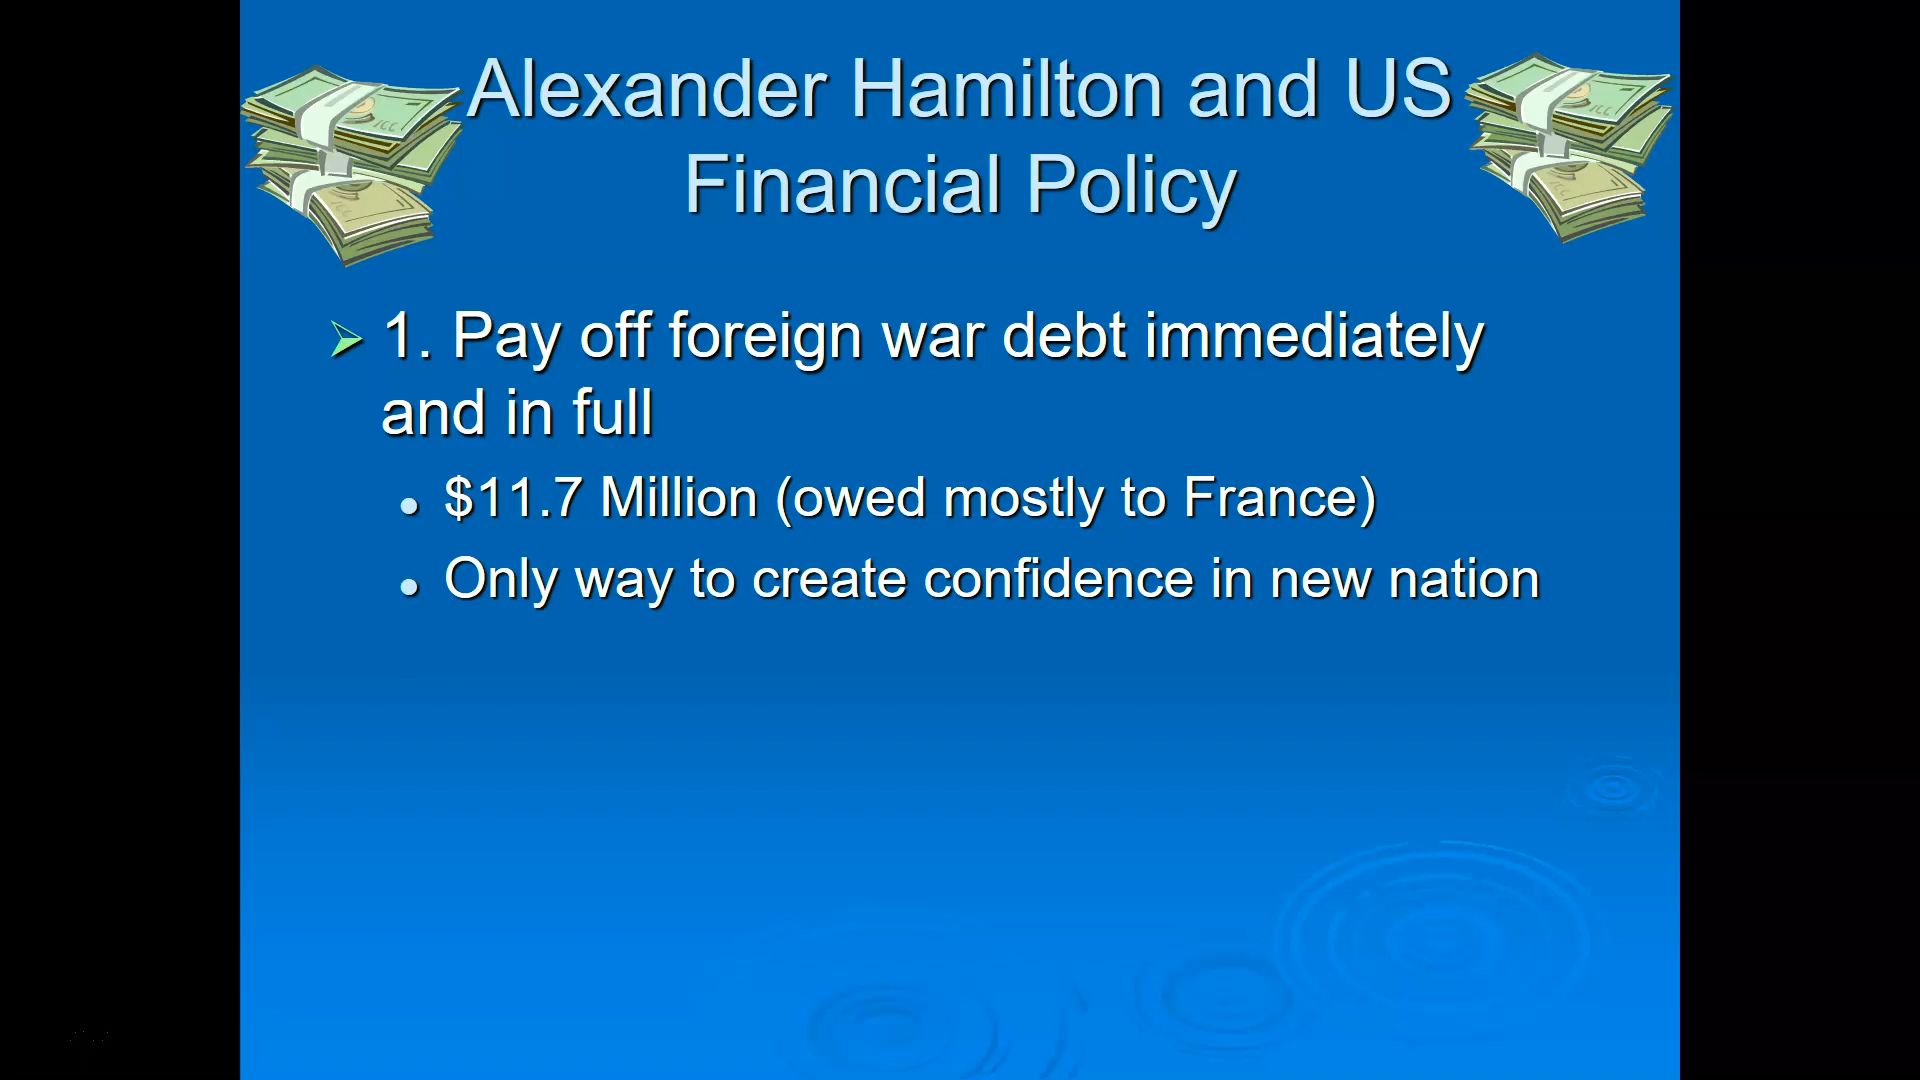 Alexander Hamilton and US
Financial Policy
1. Pay off foreign war debt immediately
and in full
$11.7 Million (owed mostly to France)
Only way to create confidence in new nation